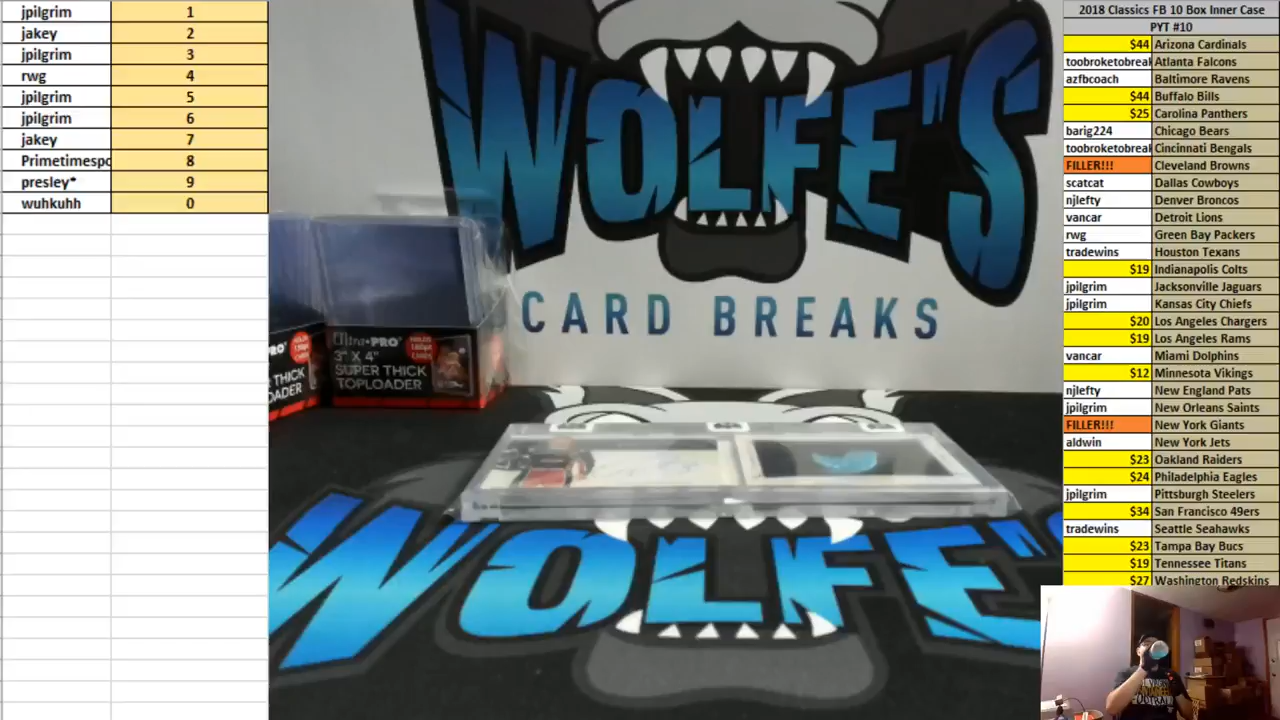 jpilgrim 1
jakey 2
jpilgrim 3
rwg 4
jpilgrim 5
jpilgrim 6
jakey 7
Primetimespo 8
presley* 9
wuhkuhh 0
WOLFE'S
CARD BREAKS
Ultra•PRO
3" X 4"
SUPER THICK
TOPLOADER
WOLFE'S
2018 Classics FB 10 Box Inner Case
PYT #10
$44 Arizona Cardinals
toobroketobreak Atlanta Falcons
azfbcoach Baltimore Ravens
$44 Buffalo Bills
$25 Carolina Panthers
barig224 Chicago Bears
toobroketobreak Cincinnati Bengals
FILLER!!! Cleveland Browns
scatcat Dallas Cowboys
njlefty Denver Broncos
vancar Detroit Lions
rwg Green Bay Packers
tradewins Houston Texans
$19 Indianapolis Colts
jpilgrim Jacksonville Jaguars
jpilgrim Kansas City Chiefs
$20 Los Angeles Chargers
$19 Los Angeles Rams
vancar Miami Dolphins
$12 Minnesota Vikings
njlefty New England Pats
jpilgrim New Orleans Saints
FILLER!!! New York Giants
aldwin New York Jets
$23 Oakland Raiders
$24 Philadelphia Eagles
jpilgrim Pittsburgh Steelers
$34 San Francisco 49ers
tradewins Seattle Seahawks
$23 Tampa Bay Bucs
$19 Tennessee Titans
$27 Washington Redskins